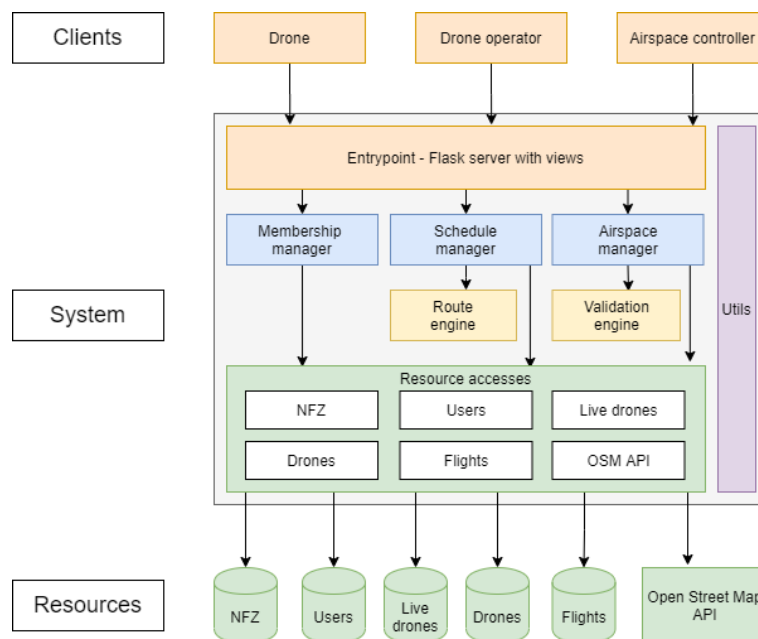 Clients
Drone
Drone operator
Airspace controller
Entrypoint - Flask server with views
Membership
manager
Schedule
manager
Airspace
manager
System
Route
engine
Validation
engine
Utils
Resource accesses
NFZ
Users
Live drones
Drones
Flights
OSM API
Resources
NFZ
Users
Live
drones
Drones
Flights
Open Street Map
API